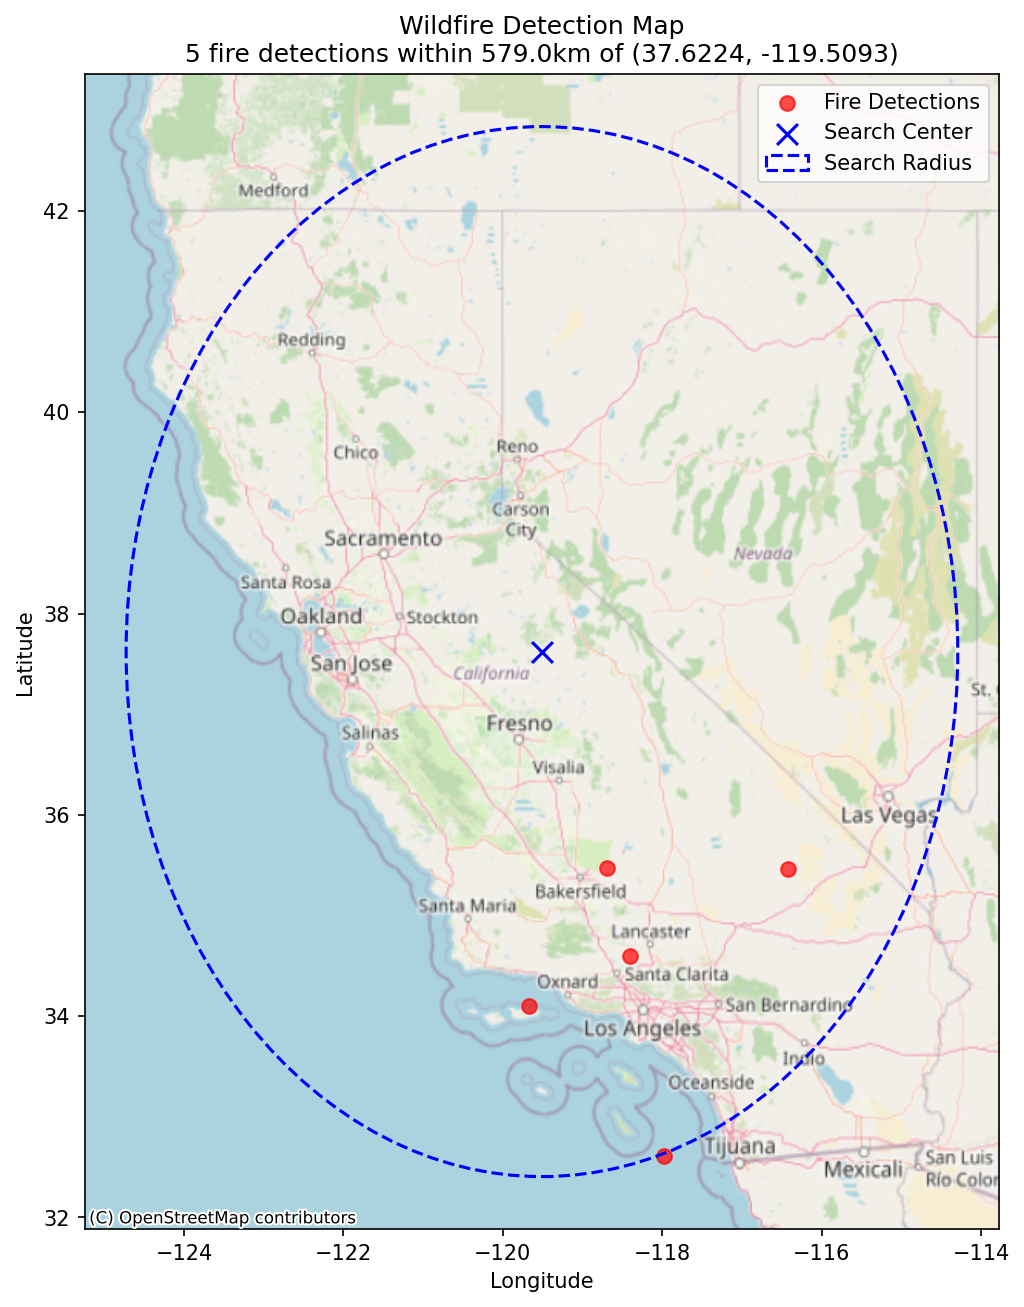 Wildfire Detection Map
5 fire detections within 579.0km of (37.6224, -119.5093)
Fire Detections
Search Center
Search Radius
Medford
Redding
Chico
Reno
Carson
City
Sacramento
Nevada
Santa Rosa
Oakland
Stockton
San Jose
California
St.
Fresno
Salinas
Visalia
Las Vegas
Bakersfield
Santa Maria
Lancaster
Santa Clarita
Oxnard
San Bernardino
Los Angeles
Indio
Oceanside
Tijuana
Mexicali
San Luis
Río Color
(C) OpenStreetMap contributors
42
40
38
36
34
32
Latitude
−124
−122
−120
−118
−116
−114
Longitude